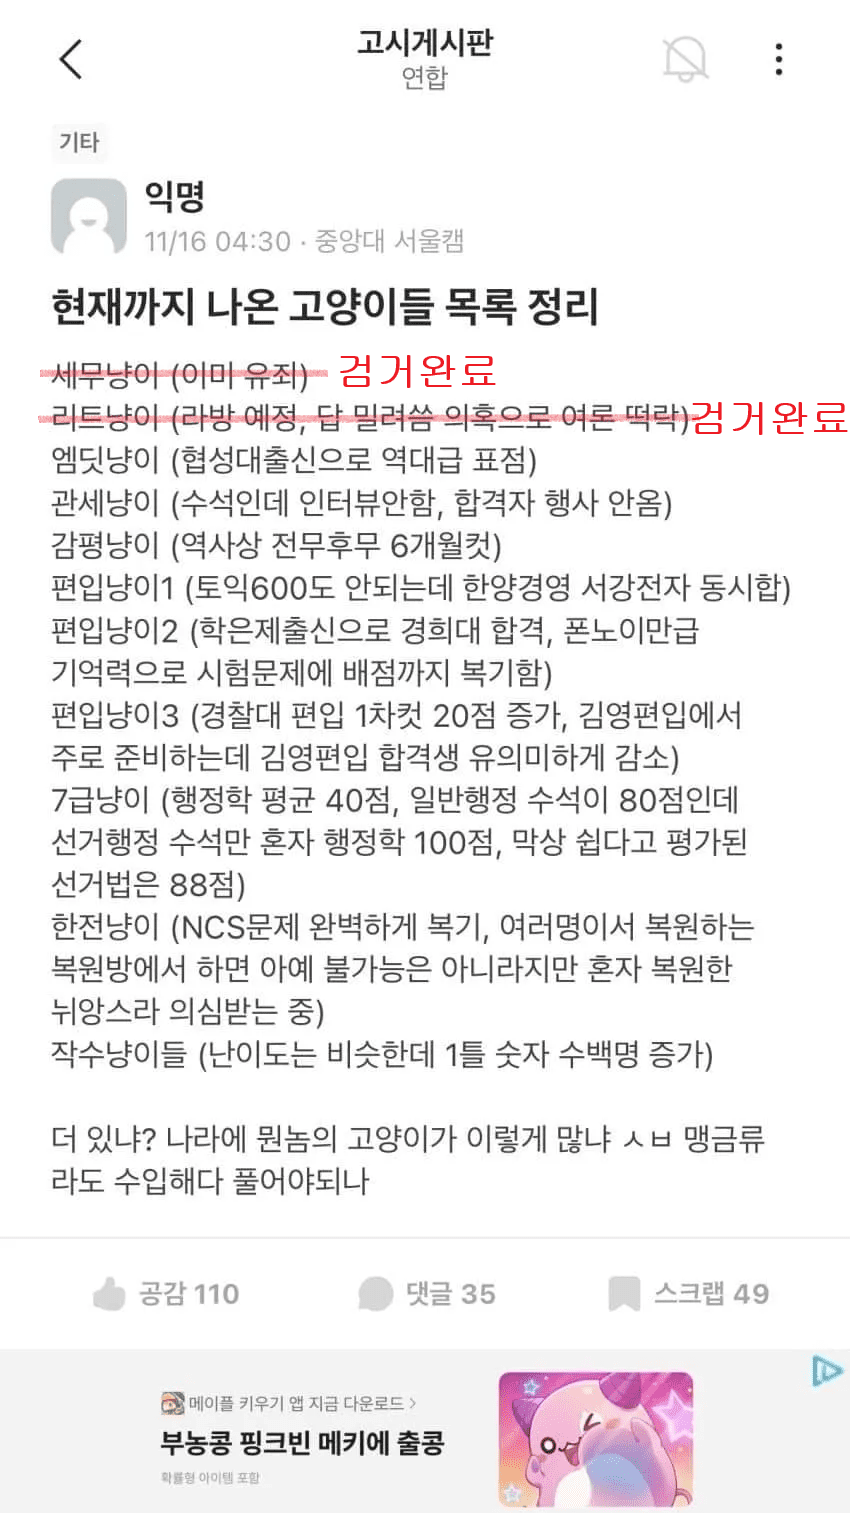 고시게시판
연합
기타
익명
11/16 04:30 · 중앙대 서울캠
현재까지 나온 고양이들 목록 정리
세무냥이 (이미 유죄) 검거완료
리트냥이 (라방 예정, 답 밀려씀 의혹으로 여론 떡락) 검거완료
엠딧냥이 (협성대출신으로 역대급 표점)
관세냥이 (수석인데 인터뷰안함, 합격자 행사 안옴)
감평냥이 (역사상 전무후무 6개월컷)
편입냥이1 (토익600도 안되는데 한양경영 서강전자 동시합)
편입냥이2 (학은제출신으로 경희대 합격, 폰노이만급
기억력으로 시험문제에 배점까지 복기함)
편입냥이3 (경찰대 편입 1차컷 20점 증가, 김영편입에서
주로 준비하는데 김영편입 합격생 유의미하게 감소)
7급냥이 (행정학 평균 40점, 일반행정 수석이 80점인데
선거행정 수석만 혼자 행정학 100점, 막상 쉽다고 평가된
선거법은 88점)
한전냥이 (NCS문제 완벽하게 복기, 여러명이서 복원하는
복원방에서 하면 아예 불가능은 아니라지만 혼자 복원한
뉘앙스라 의심받는 중)
작수냥이들 (난이도는 비슷한데 1틀 숫자 수백명 증가)
더 있냐? 나라에 뭔놈의 고양이가 이렇게 많냐 ㅅㅂ 맹금류
라도 수입해다 풀어야되나
공감 110 댓글 35 스크랩 49
메이플 키우기 앱 지금 다운로드 >
부농콩 핑크빈 메키에 출콩
확률형 아이템 포함